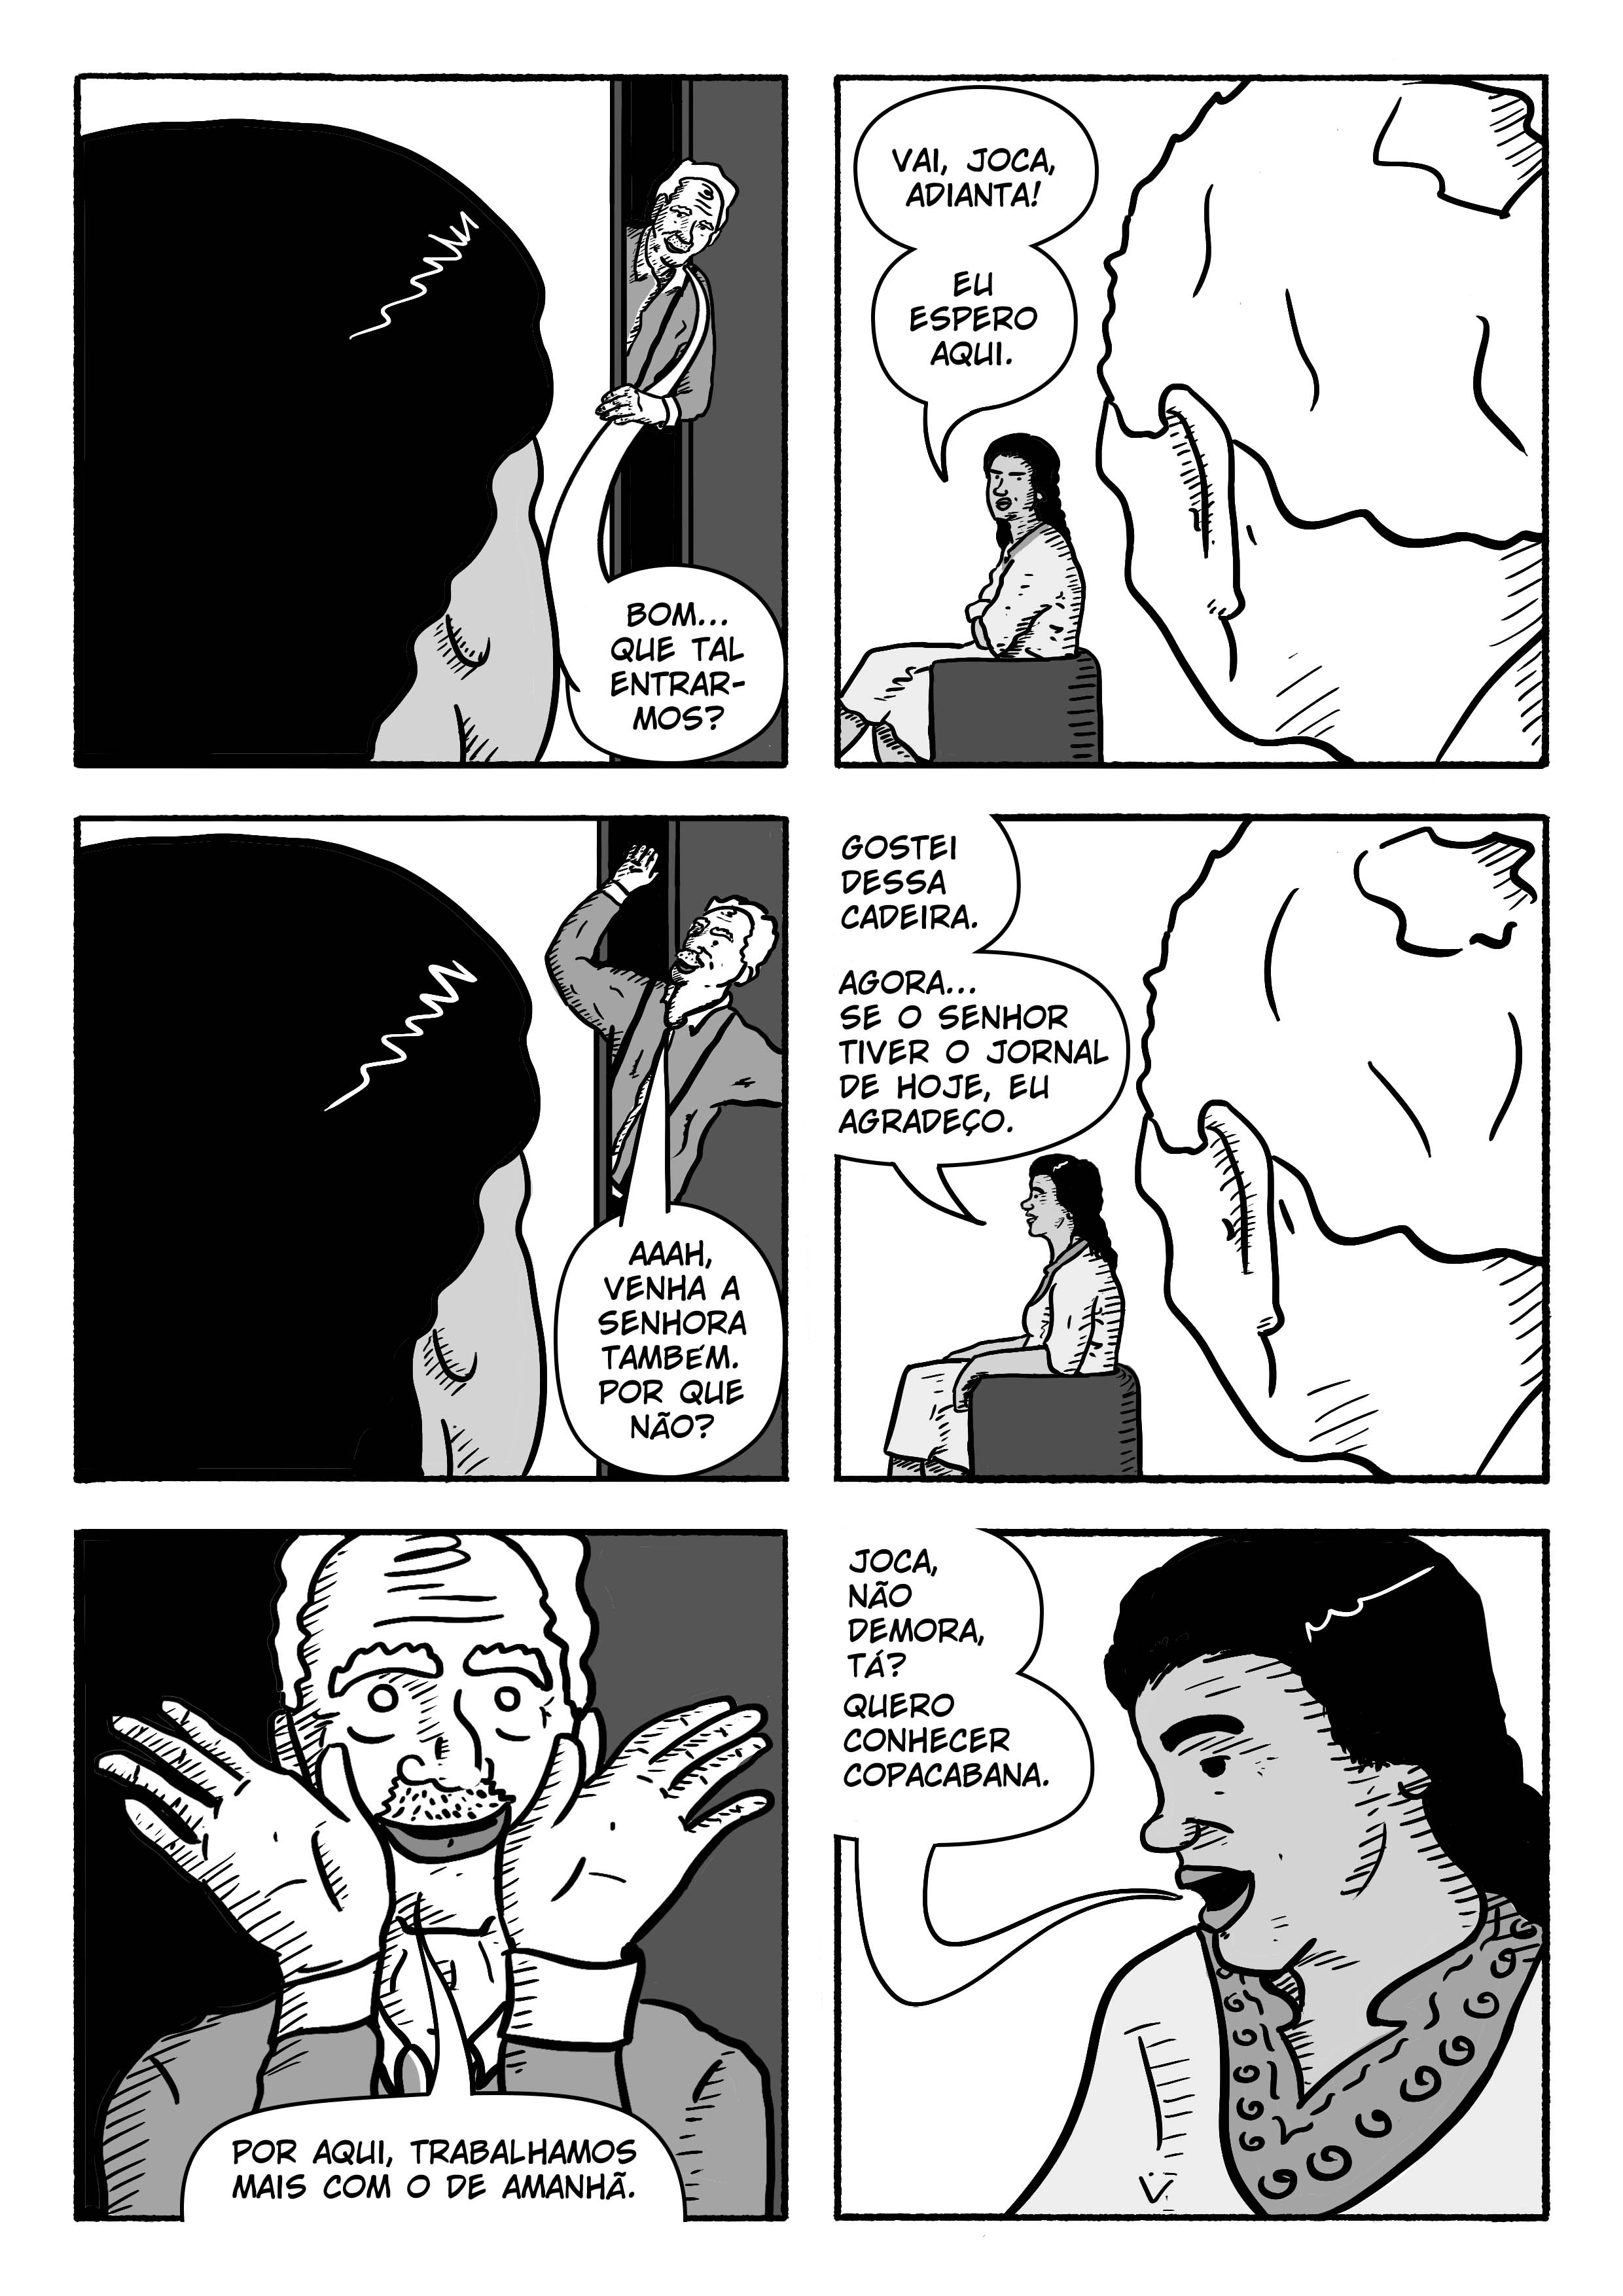 BOM...
QUE TAL
ENTRAR-
MOS?
VAI, JOCA,
ADIANTA!
EU
ESPERO
AQUI.
AAAH,
VENHA A
SENHORA
TAMBÉM.
POR QUE
NÃO?
GOSTEI
DESSA
CADEIRA.
AGORA...
SE O SENHOR
TIVER O JORNAL
DE HOJE, EU
AGRADEÇO.
POR AQUI, TRABALHAMOS
MAIS COM O DE AMANHÃ.
JOCA,
NÃO
DEMORA,
TÁ?
QUERO
CONHECER
COPACABANA.